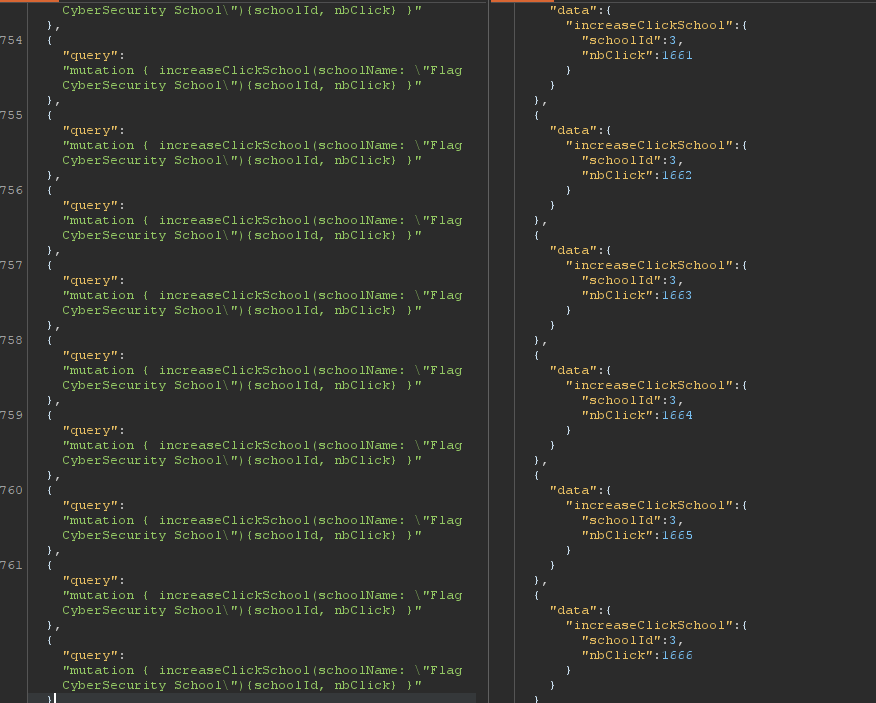 CyberSecurity School\"){schoolId, nbClick} }"
},
754 {
"query":
"mutation { increaseClickSchool(schoolName: \"Flag
CyberSecurity School\"){schoolId, nbClick} }"
},
755 {
"query":
"mutation { increaseClickSchool(schoolName: \"Flag
CyberSecurity School\"){schoolId, nbClick} }"
},
756 {
"query":
"mutation { increaseClickSchool(schoolName: \"Flag
CyberSecurity School\"){schoolId, nbClick} }"
},
757 {
"query":
"mutation { increaseClickSchool(schoolName: \"Flag
CyberSecurity School\"){schoolId, nbClick} }"
},
758 {
"query":
"mutation { increaseClickSchool(schoolName: \"Flag
CyberSecurity School\"){schoolId, nbClick} }"
},
759 {
"query":
"mutation { increaseClickSchool(schoolName: \"Flag
CyberSecurity School\"){schoolId, nbClick} }"
},
760 {
"query":
"mutation { increaseClickSchool(schoolName: \"Flag
CyberSecurity School\"){schoolId, nbClick} }"
},
761 {
"query":
"mutation { increaseClickSchool(schoolName: \"Flag
CyberSecurity School\"){schoolId, nbClick} }"
},
{
"query":
"mutation { increaseClickSchool(schoolName: \"Flag
CyberSecurity School\"){schoolId, nbClick} }"
}
"data":{
"increaseClickSchool":{
"schoolId":3,
"nbClick":1661
}
}
},
{
"data":{
"increaseClickSchool":{
"schoolId":3,
"nbClick":1662
}
}
},
{
"data":{
"increaseClickSchool":{
"schoolId":3,
"nbClick":1663
}
}
},
{
"data":{
"increaseClickSchool":{
"schoolId":3,
"nbClick":1664
}
}
},
{
"data":{
"increaseClickSchool":{
"schoolId":3,
"nbClick":1665
}
}
},
{
"data":{
"increaseClickSchool":{
"schoolId":3,
"nbClick":1666
}
}
}